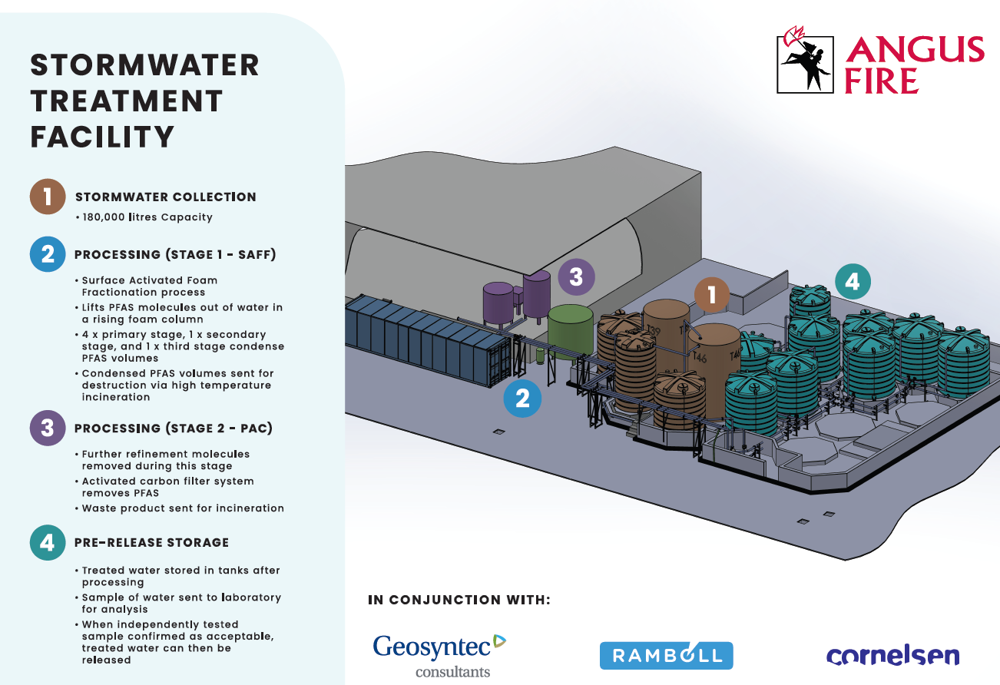 STORMWATER
TREATMENT
FACILITY
1
STORMWATER COLLECTION
• 180,000 litres Capacity
2
PROCESSING (STAGE 1 - SAFF)
• Surface Activated Foam
Fractionation process
• Lifts PFAS molecules out of water in
a rising foam column
• 4 x primary stage, 1 x secondary
stage, and 1 x third stage condense
PFAS volumes
• Condensed PFAS volumes sent for
destruction via high temperature
incineration
3
PROCESSING (STAGE 2 - PAC)
• Further refinement molecules
removed during this stage
• Activated carbon filter system
removes PFAS
• Waste product sent for incineration
4
PRE-RELEASE STORAGE
• Treated water stored in tanks after
processing
• Sample of water sent to laboratory
for analysis
• When independently tested
sample confirmed as acceptable,
treated water can then be
released
ANGUS
FIRE
3
1
4
2
T46
T46
IN CONJUNCTION WITH:
Geosyntec
consultants
RAMBOLL
cornelsen